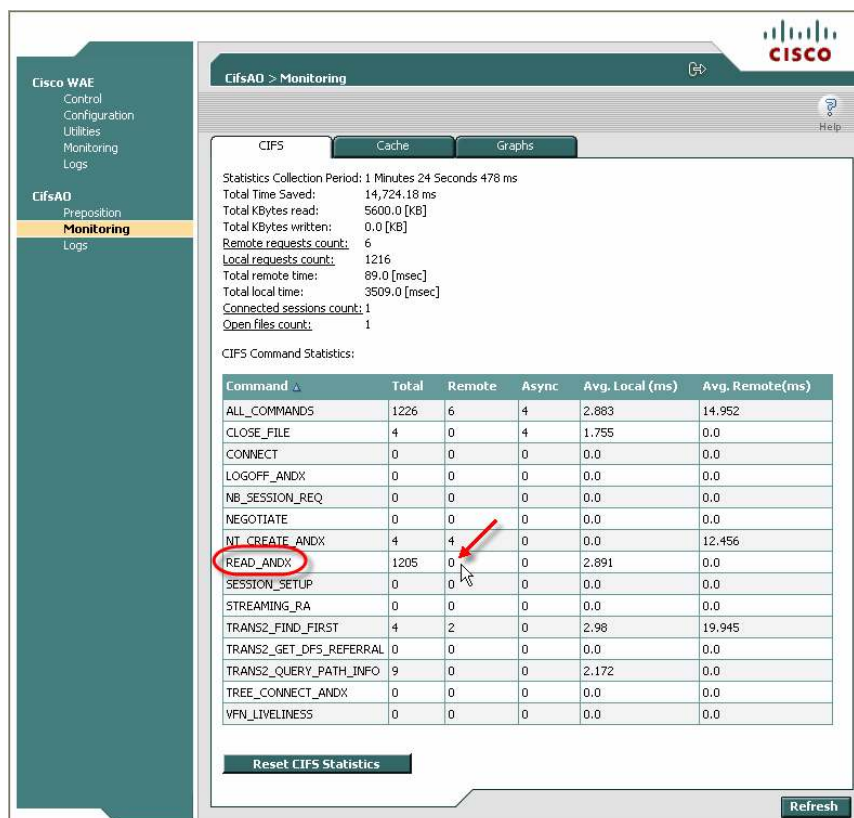 CISCO
Cisco WAE
Control
Configuration
Utilities
Monitoring
Logs
CifsAO
Preposition
Monitoring
Logs
CifsAO > Monitoring
Help
CIFS Cache Graphs
Statistics Collection Period: 1 Minutes 24 Seconds 478 ms
Total Time Saved: 14,724.18 ms
Total KBytes read: 5600.0 [KB]
Total KBytes written: 0.0 [KB]
Remote requests count: 6
Local requests count: 1216
Total remote time: 89.0 [msec]
Total local time: 3509.0 [msec]
Connected sessions count: 1
Open files count: 1
CIFS Command Statistics:
Command Total Remote Async Avg. Local (ms) Avg. Remote(ms)
ALL_COMMANDS 1226 6 4 2.883 14.952
CLOSE_FILE 4 0 4 1.755 0.0
CONNECT 0 0 0 0.0 0.0
LOGOFF_ANDX 0 0 0 0.0 0.0
NB_SESSION_REQ 0 0 0 0.0 0.0
NEGOTIATE 0 0 0 0.0 0.0
NT_CREATE_ANDX 4 4 0 0.0 12.456
READ_ANDX 1205 0 0 2.891 0.0
SESSION_SETUP 0 0 0 0.0 0.0
STREAMING_RA 0 0 0 0.0 0.0
TRANS2_FIND_FIRST 4 2 0 2.98 19.945
TRANS2_GET_DFS_REFERRAL 0 0 0 0.0 0.0
TRANS2_QUERY_PATH_INFO 9 0 0 2.172 0.0
TREE_CONNECT_ANDX 0 0 0 0.0 0.0
VFN_LIVELINESS 0 0 0 0.0 0.0
Reset CIFS Statistics
Refresh